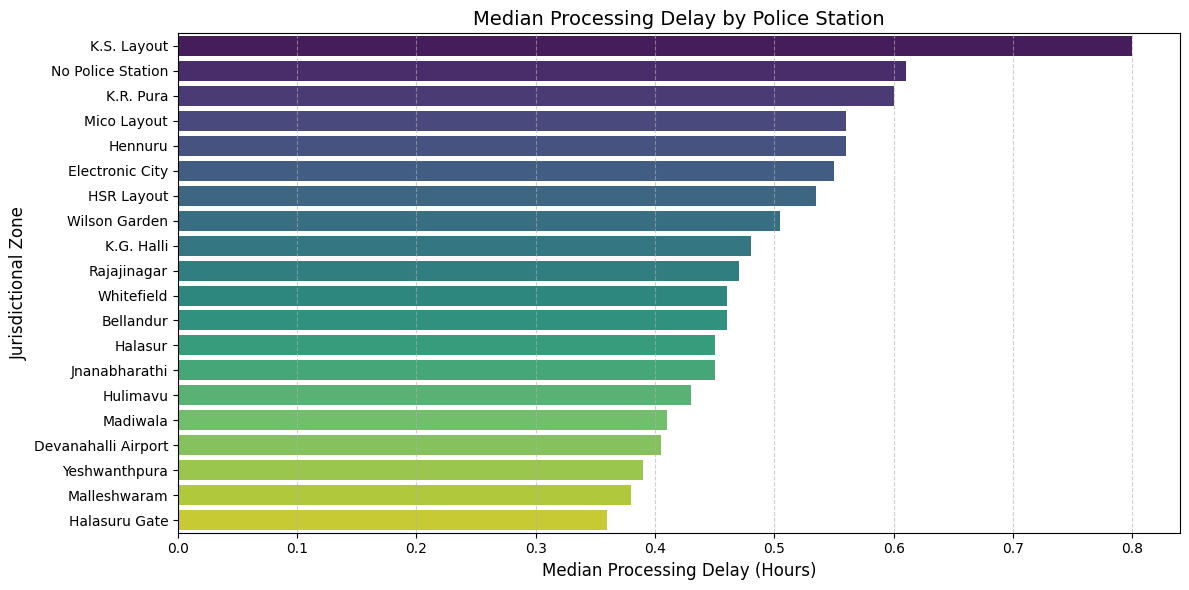 Median Processing Delay by Police Station
Jurisdictional Zone
K.S. Layout
No Police Station
K.R. Pura
Mico Layout
Hennuru
Electronic City
HSR Layout
Wilson Garden
K.G. Halli
Rajajinagar
Whitefield
Bellandur
Halasur
Jnanabharathi
Hulimavu
Madiwala
Devanahalli Airport
Yeshwanthpura
Malleshwaram
Halasuru Gate
0.0 0.1 0.2 0.3 0.4 0.5 0.6 0.7 0.8
Median Processing Delay (Hours)